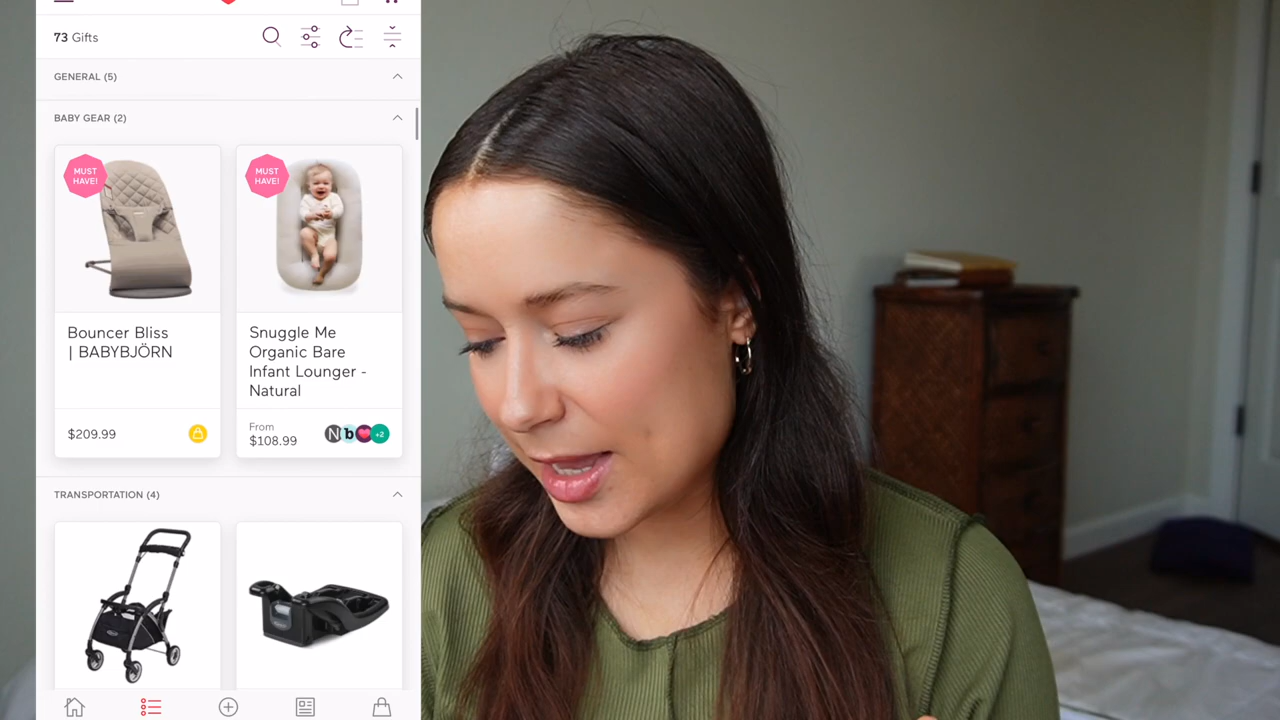 73 Gifts
GENERAL (5)
BABY GEAR (2)
MUST
HAVE!
MUST
HAVE!
Bouncer Bliss
| BABYBJÖRN
Snuggle Me
Organic Bare
Infant Lounger -
Natural
$209.99
From
$108.99
N b +2
TRANSPORTATION (4)